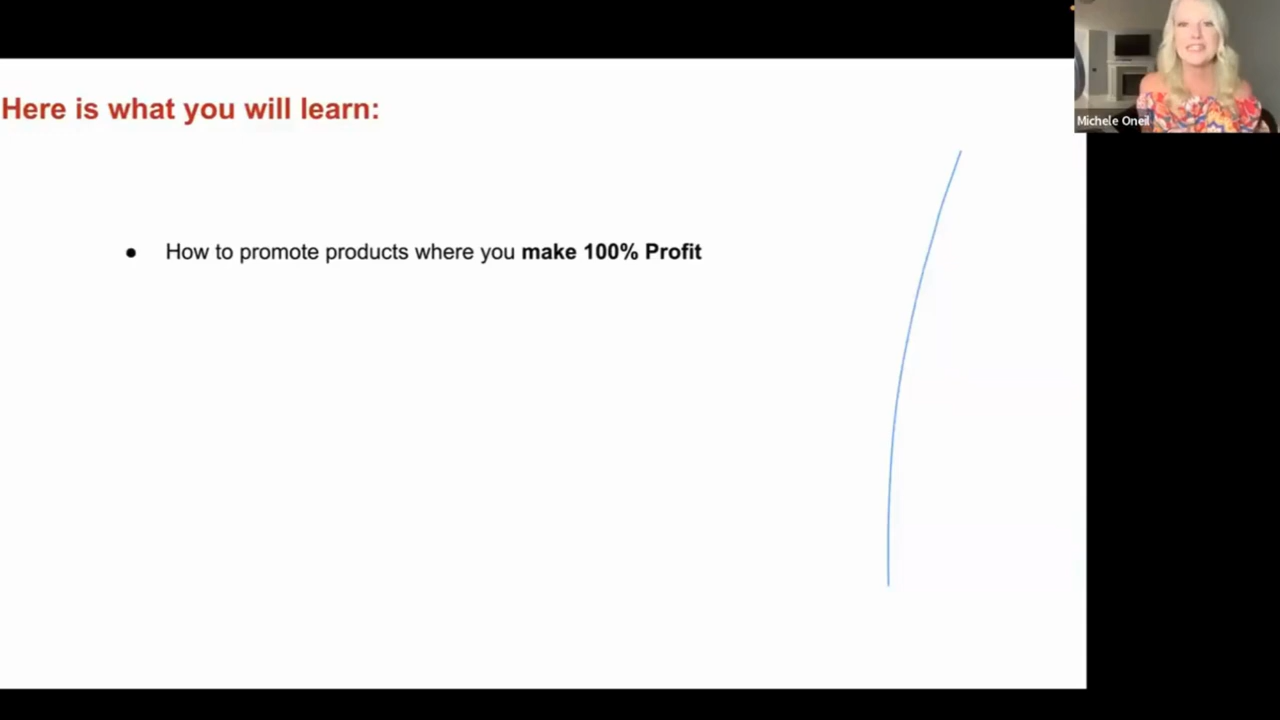 Here is what you will learn:
Michele Oneil
● How to promote products where you make 100% Profit